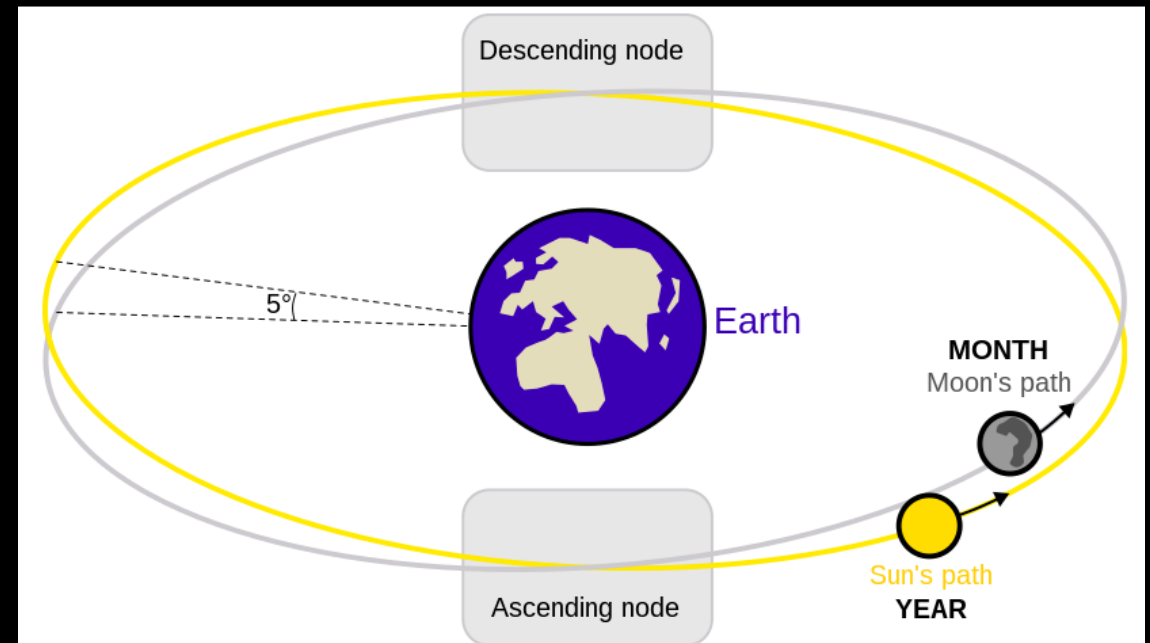 Descending node
5°
Earth
MONTH
Moon's path
Sun's path
YEAR
Ascending node